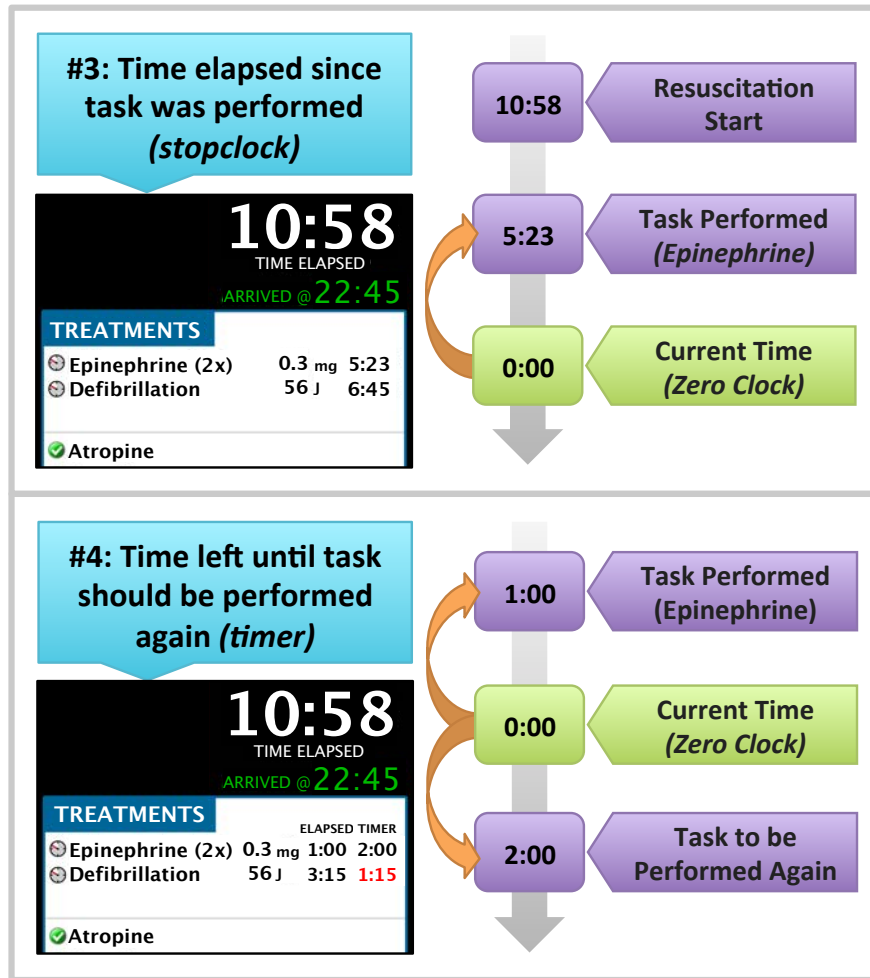 #3: Time elapsed since
task was performed
(stopclock)
10:58
TIME ELAPSED
ARRIVED @ 22:45
TREATMENTS
Epinephrine (2x) 0.3 mg 5:23
Defibrillation 56 J 6:45
Atropine
10:58
Resuscitation
Start
5:23
Task Performed
(Epinephrine)
0:00
Current Time
(Zero Clock)
#4: Time left until task
should be performed
again (timer)
10:58
TIME ELAPSED
ARRIVED @ 22:45
TREATMENTS
ELAPSED TIMER
Epinephrine (2x) 0.3 mg 1:00 2:00
Defibrillation 56 J 3:15 1:15
Atropine
1:00
Task Performed
(Epinephrine)
0:00
Current Time
(Zero Clock)
2:00
Task to be
Performed Again